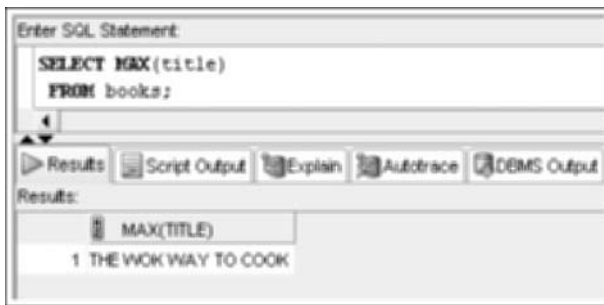 Enter SQL Statement:
SELECT MAX(title)
FROM books;
Results Script Output Explain Autotrace DBMS Output
Results:
MAX(TITLE)
1 THE WOK WAY TO COOK